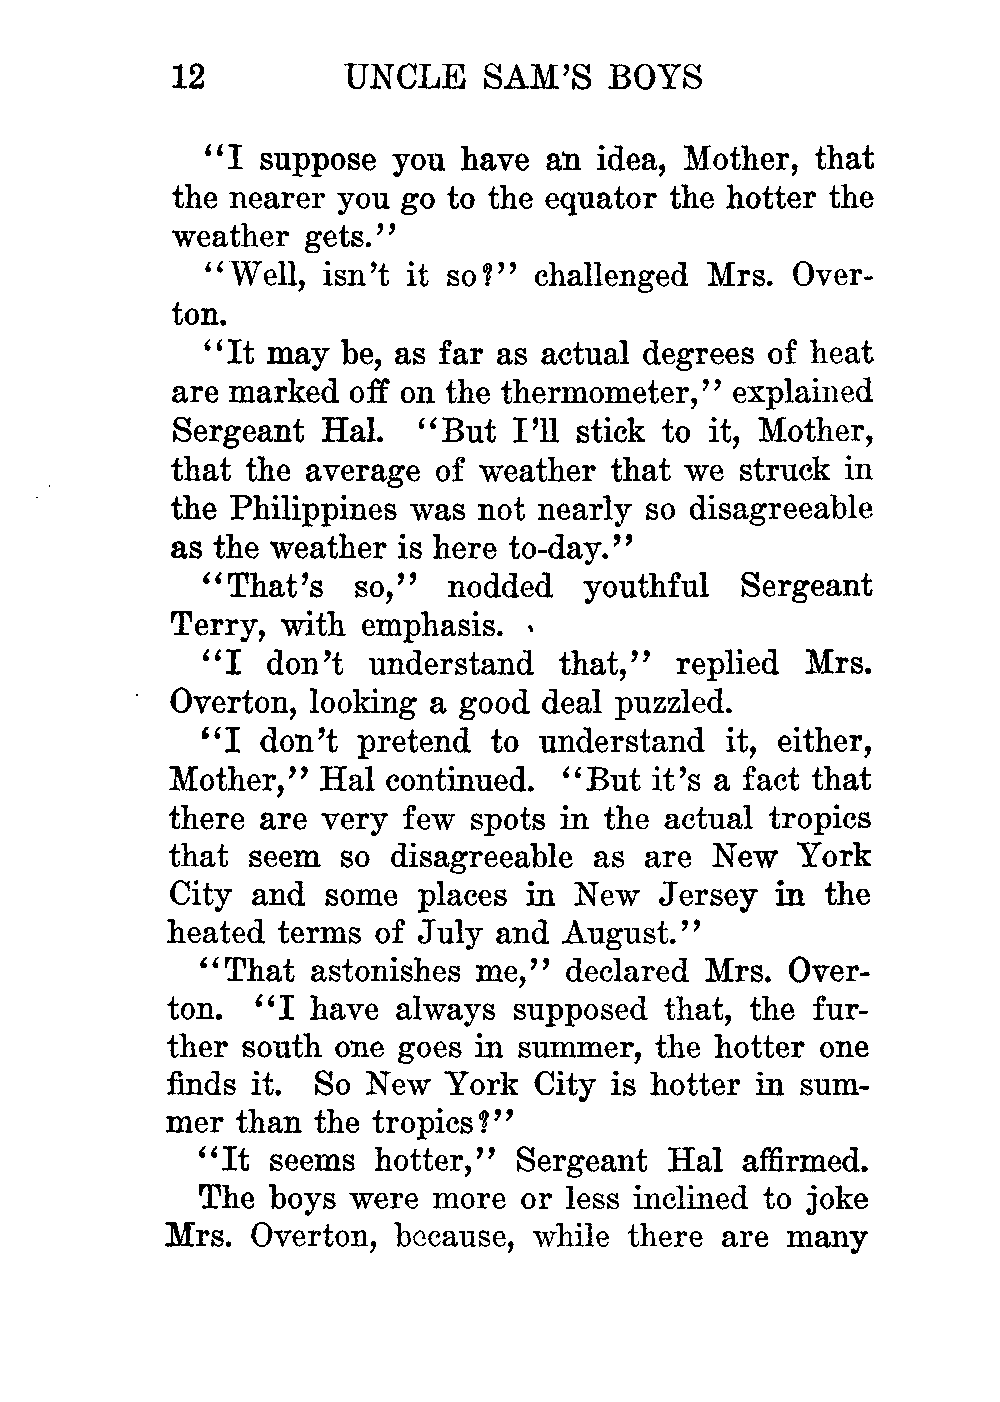 12 UNCLE SAM'S BOYS
"I suppose you have an idea, Mother, that
the nearer you go to the equator the hotter the
weather gets."
"Well, isn't it so?" challenged Mrs. Over-
ton.
"It may be, as far as actual degrees of heat
are marked off on the thermometer," explained
Sergeant Hal. "But I'll stick to it, Mother,
that the average of weather that we struck in
the Philippines was not nearly so disagreeable
as the weather is here to-day."
"That's so," nodded youthful Sergeant
Terry, with emphasis.
"I don't understand that," replied Mrs.
Overton, looking a good deal puzzled.
"I don't pretend to understand it, either,
Mother," Hal continued. "But it's a fact that
there are very few spots in the actual tropics
that seem so disagreeable as are New York
City and some places in New Jersey in the
heated terms of July and August."
"That astonishes me," declared Mrs. Over-
ton. "I have always supposed that, the fur-
ther south one goes in summer, the hotter one
finds it. So New York City is hotter in sum-
mer than the tropics?"
"It seems hotter," Sergeant Hal affirmed.
The boys were more or less inclined to joke
Mrs. Overton, because, while there are many